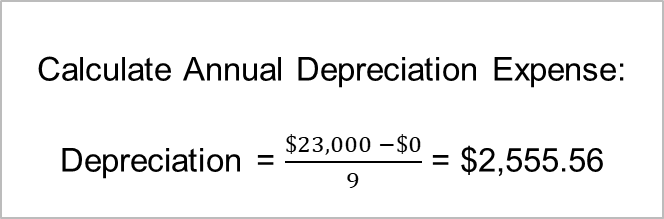 Calculate Annual Depreciation Expense:
Depreciation = $23,000 −$0 / 9 = $2,555.56